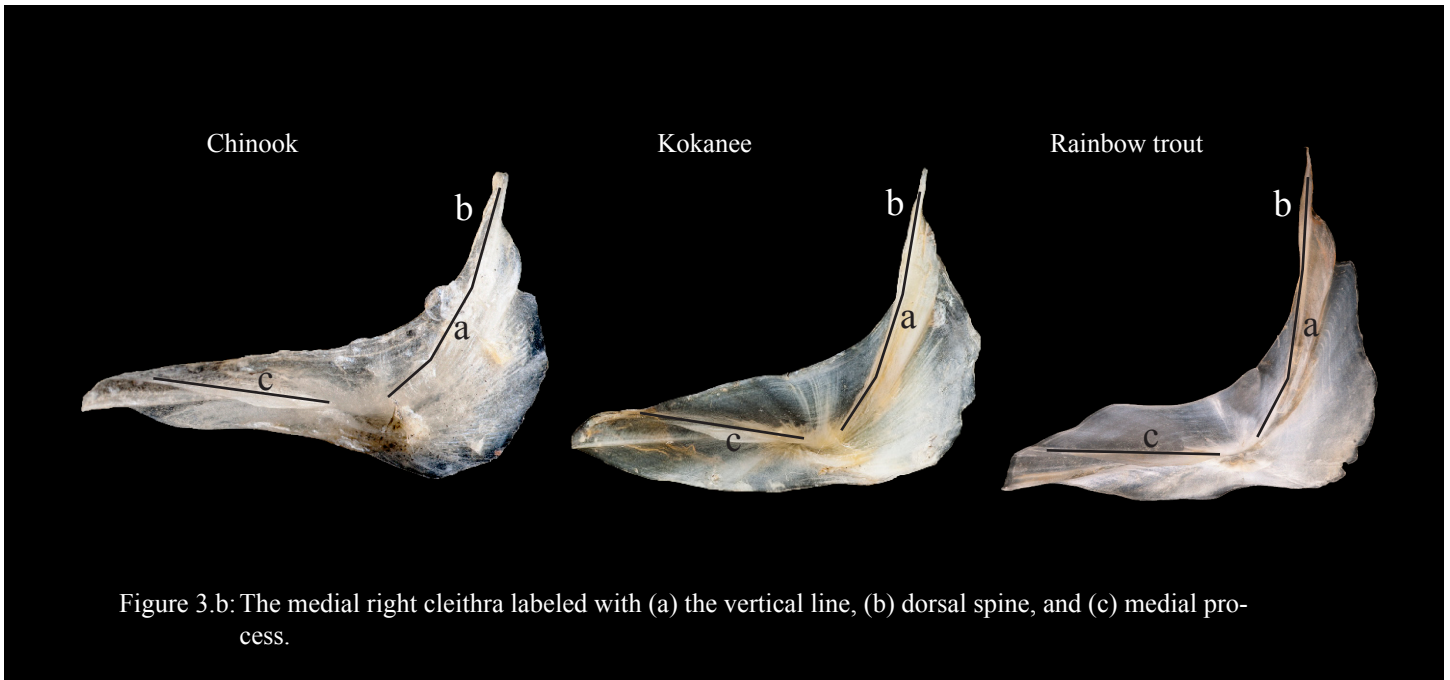 Chinook
Kokanee
Rainbow trout
b
b
b
a
a
a
c
c
c
Figure 3.b: The medial right cleithra labeled with (a) the vertical line, (b) dorsal spine, and (c) medial pro-
cess.